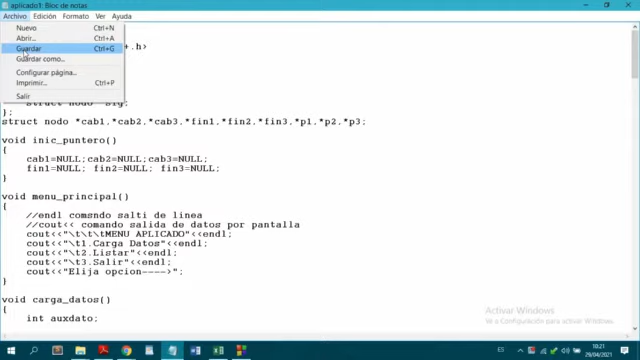 aplicado1: Bloc de notas
Archivo Edición Formato Ver Ayuda
Nuevo Ctrl+N
Abrir... Ctrl+A
Guardar Ctrl+G
Guardar como...
Configurar página...
Imprimir... Ctrl+P
Salir
.h>
struct nodo *sig;
};
struct nodo *cab1,*cab2,*cab3,*fin1,*fin2,*fin3,*p1,*p2,*p3;
void inic_puntero()
{
cab1=NULL;cab2=NULL;cab3=NULL;
fin1=NULL; fin2=NULL; fin3=NULL;
}
void menu_principal()
{
//endl comsndo salti de linea
//cout<< comando salida de datos por pantalla
cout<<"\t\t\tMENU APLICADO"<<endl;
cout<<"\t1.Carga Datos"<<endl;
cout<<"\t2.Listar"<<endl;
cout<<"\t3.Salir"<<endl;
cout<<"Elija opcion---->";
}
void carga_datos()
{
int auxdato;
Activar Windows
Ve a Configuración para activar Windows.
ES
10:21
29/04/2021